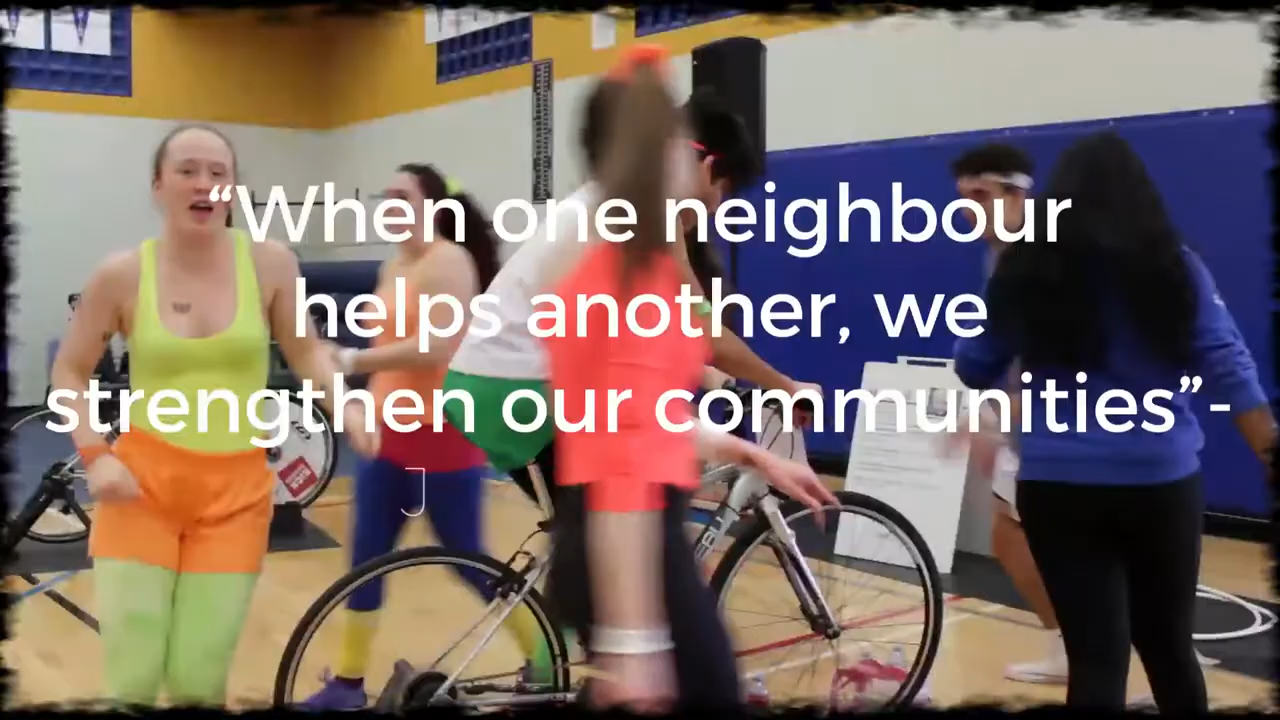 “When one neighbour
helps another, we
strengthen our communities”-
J